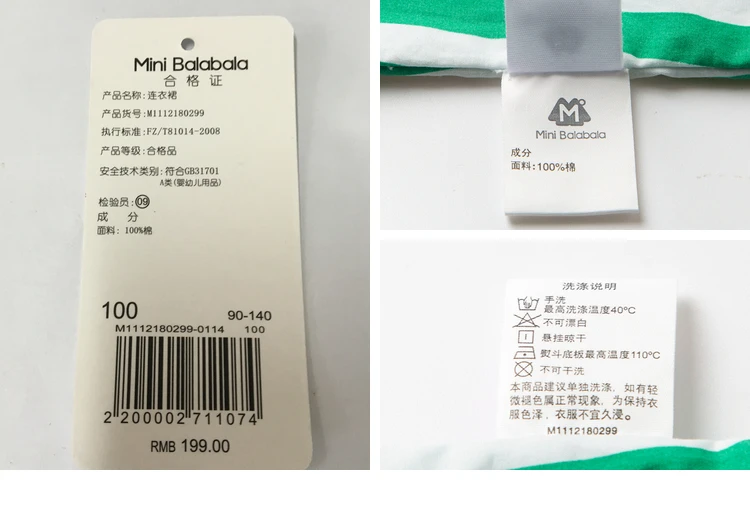 Mini Balabala
合格证
产品名称:连衣裙
产品货号:M1112180299
执行标准:FZ/T81014-2008
产品等级:合格品
安全技术类别:符合GB31701
A类(婴幼儿用品)
检验员:09
成 分
面料: 100%棉
100 90-140
M1112180299-0114 100
2 200002 711074
RMB 199.00
M
Mini Balabala
成分
面料:100%棉
洗涤说明
手洗
最高洗涤温度40°C
不可漂白
悬挂晾干
熨斗底板最高温度110°C
不可干洗
本商品建议单独洗涤, 如有轻
微褪色属正常现象, 为保持衣
服色泽, 衣服不宜久浸。
M1112180299